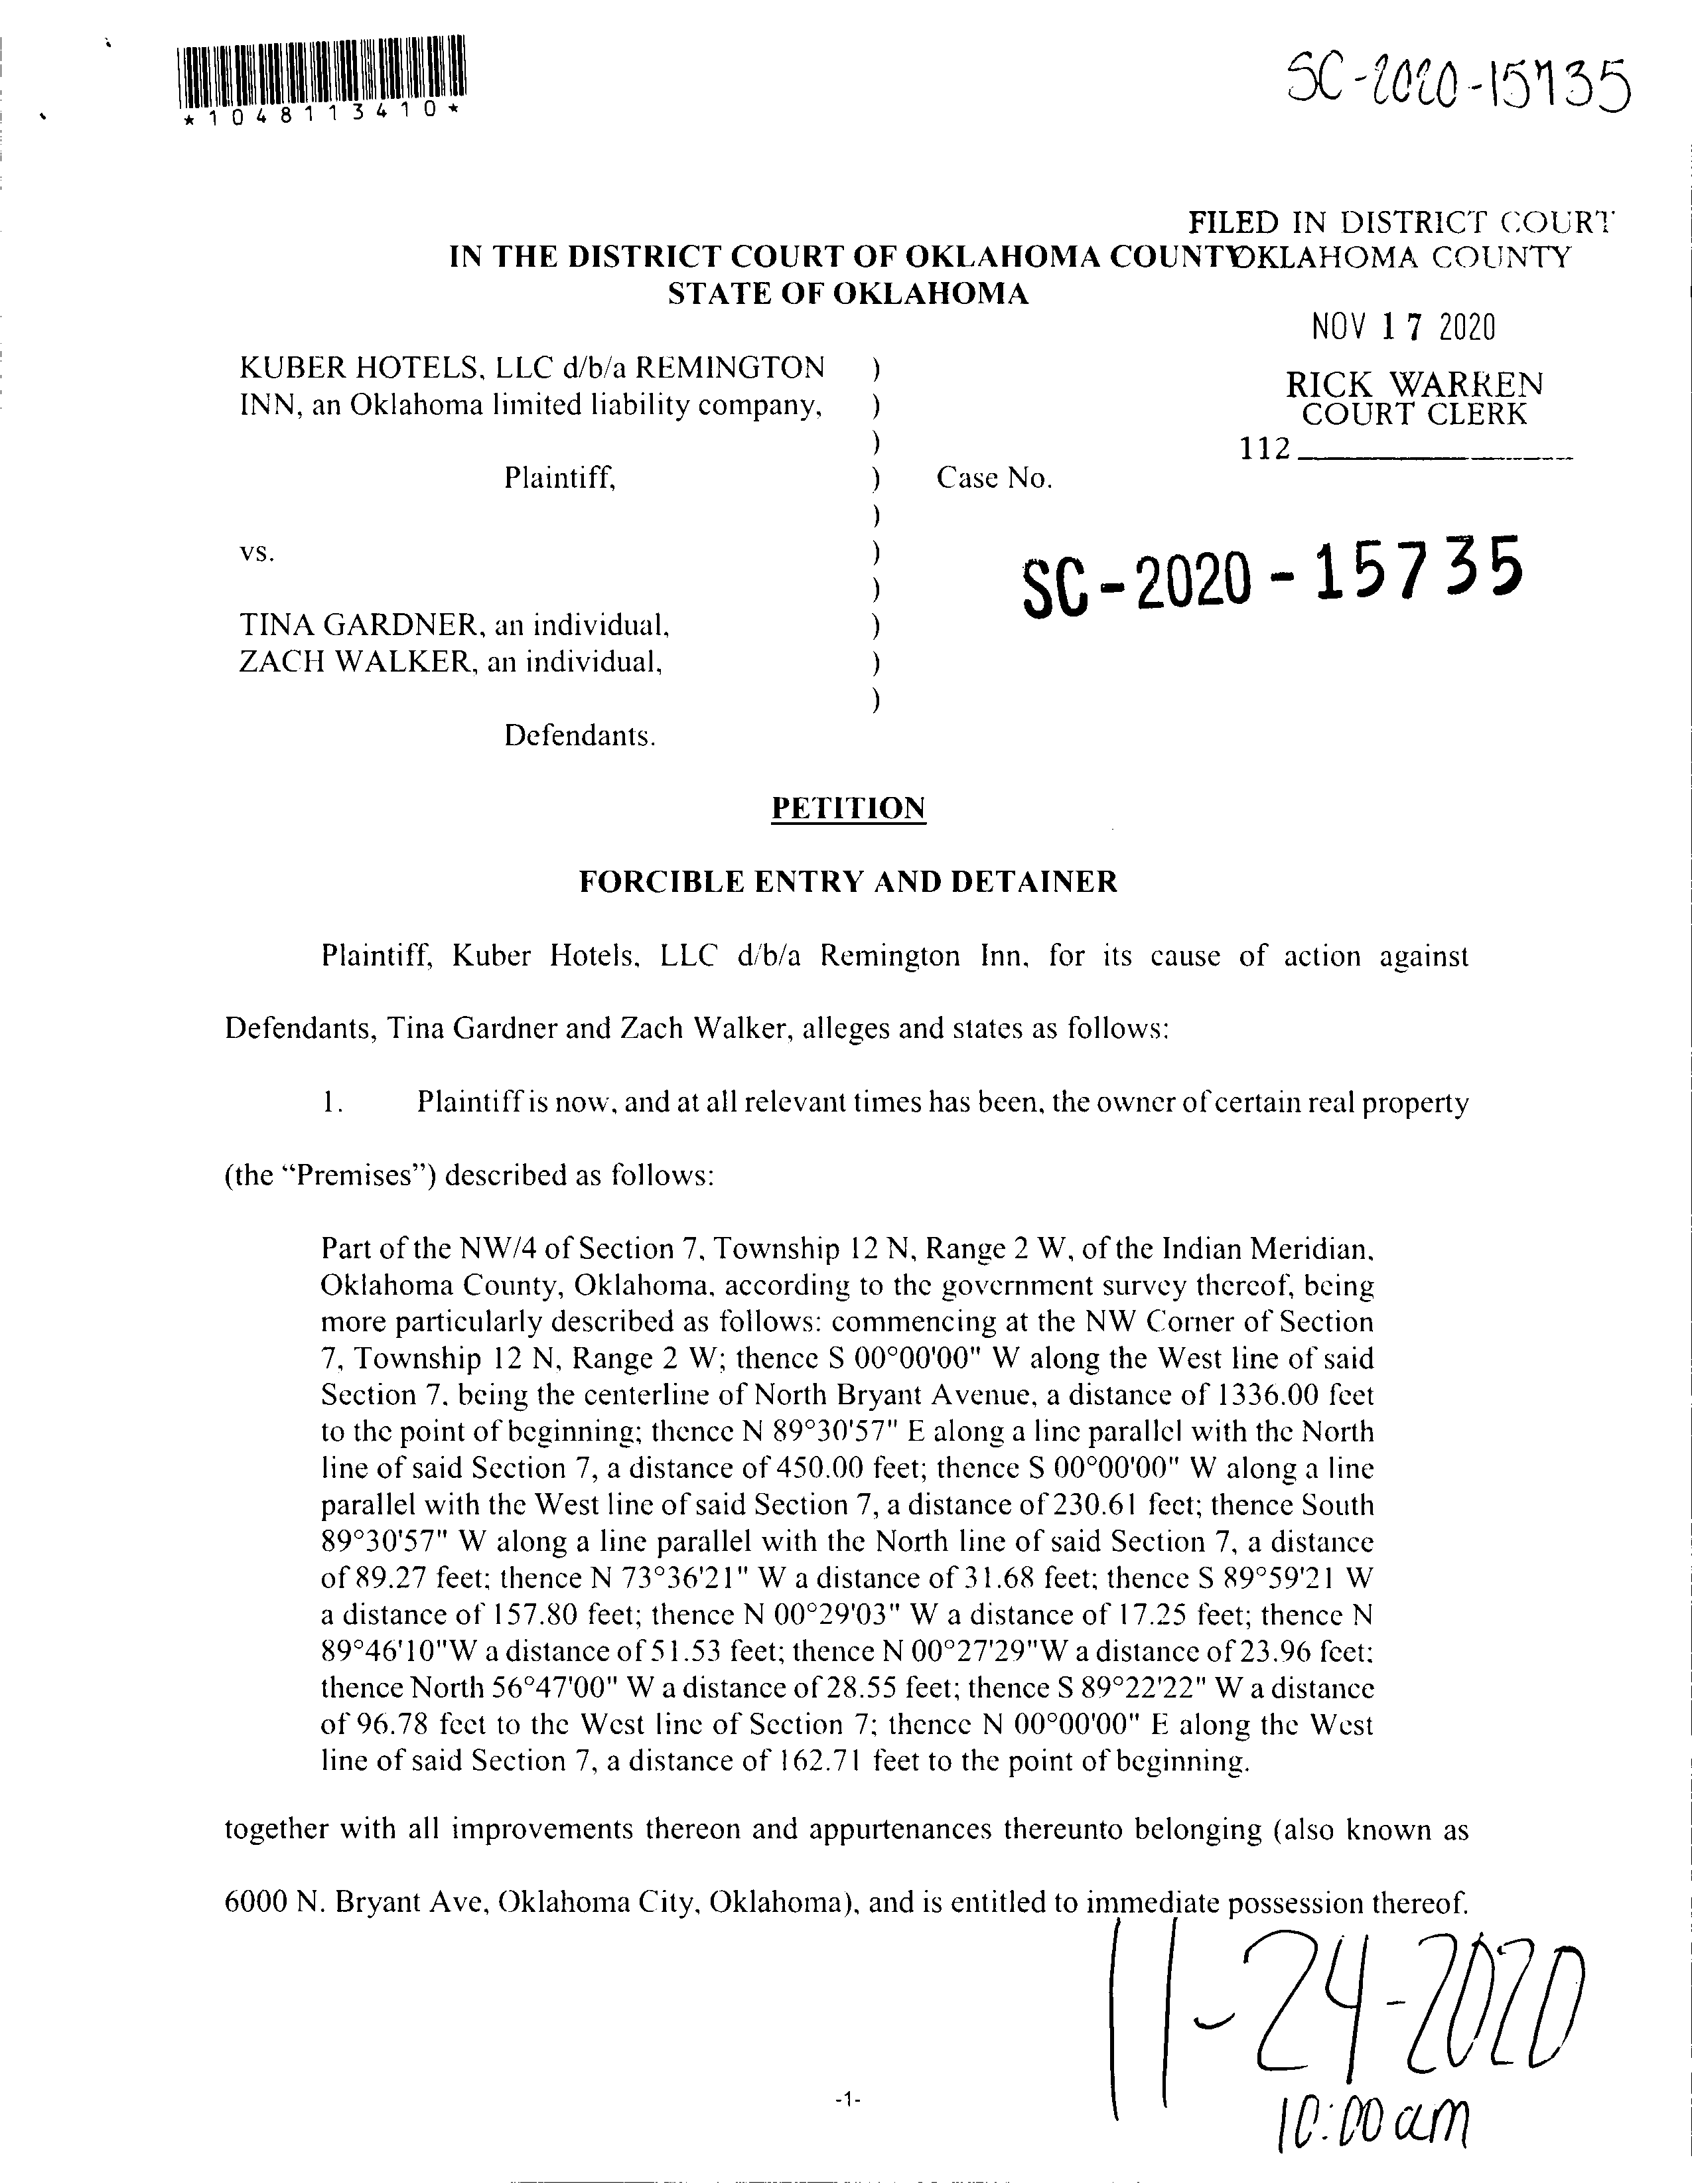 *1048113410*
SC-2020-15735
FILED IN DISTRICT COURT
OKLAHOMA COUNTY
IN THE DISTRICT COURT OF OKLAHOMA COUNTY
STATE OF OKLAHOMA
NOV 17 2020
RICK WARREN
COURT CLERK
112
KUBER HOTELS, LLC d/b/a REMINGTON )
INN, an Oklahoma limited liability company, )
)
Plaintiff, ) Case No.
)
vs. )
)
SC-2020-15735
TINA GARDNER, an individual, )
ZACH WALKER, an individual, )
)
Defendants.
PETITION
FORCIBLE ENTRY AND DETAINER
Plaintiff, Kuber Hotels, LLC d/b/a Remington Inn, for its cause of action against
Defendants, Tina Gardner and Zach Walker, alleges and states as follows:
1. Plaintiff is now, and at all relevant times has been, the owner of certain real property
(the “Premises”) described as follows:
Part of the NW/4 of Section 7, Township 12 N, Range 2 W, of the Indian Meridian,
Oklahoma County, Oklahoma, according to the government survey thereof, being
more particularly described as follows: commencing at the NW Corner of Section
7, Township 12 N, Range 2 W; thence S 00°00'00" W along the West line of said
Section 7, being the centerline of North Bryant Avenue, a distance of 1336.00 feet
to the point of beginning; thence N 89°30'57" E along a line parallel with the North
line of said Section 7, a distance of 450.00 feet; thence S 00°00'00" W along a line
parallel with the West line of said Section 7, a distance of 230.61 feet; thence South
89°30'57" W along a line parallel with the North line of said Section 7, a distance
of 89.27 feet; thence N 73°36'21" W a distance of 31.68 feet; thence S 89°59'21 W
a distance of 157.80 feet; thence N 00°29'03" W a distance of 17.25 feet; thence N
89°46'10"W a distance of 51.53 feet; thence N 00°27'29"W a distance of 23.96 feet;
thence North 56°47'00" W a distance of 28.55 feet; thence S 89°22'22" W a distance
of 96.78 feet to the West line of Section 7; thence N 00°00'00" E along the West
line of said Section 7, a distance of 162.71 feet to the point of beginning.
together with all improvements thereon and appurtenances thereunto belonging (also known as
6000 N. Bryant Ave, Oklahoma City, Oklahoma), and is entitled to immediate possession thereof.
11-24-2020
10:00 am
-1-